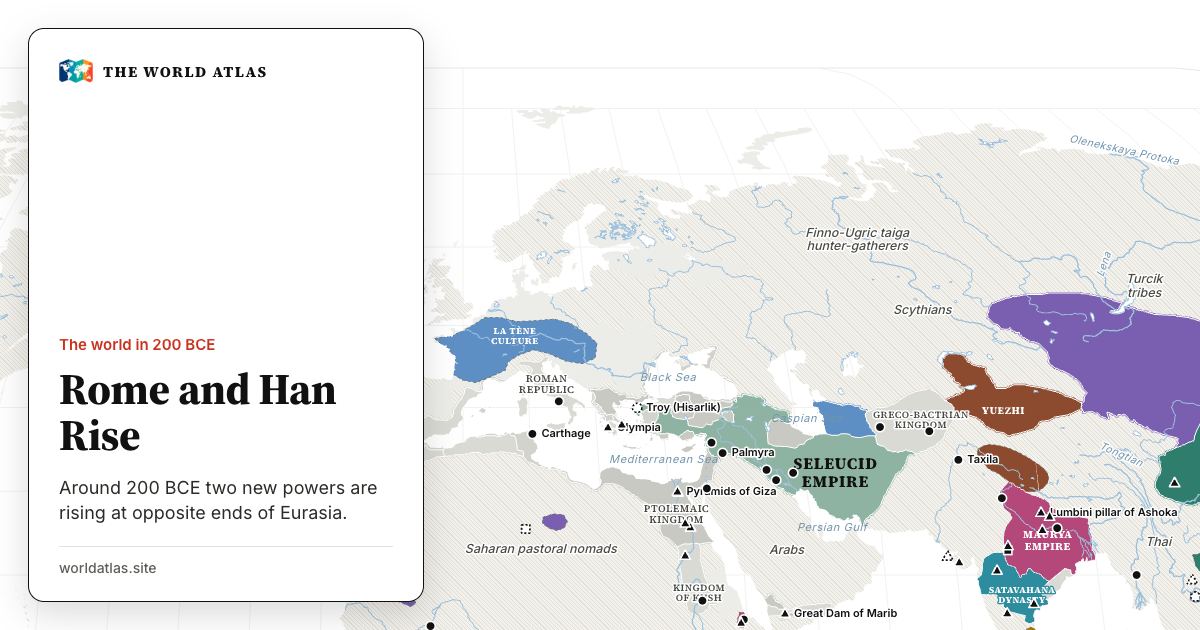 THE WORLD ATLAS
The world in 200 BCE
Rome and Han
Rise
Around 200 BCE two new powers are
rising at opposite ends of Eurasia.
worldatlas.site
Olenekskaya Protoka
Finno-Ugric taiga
hunter-gatherers
Lena
Turcik
tribes
Scythians
LA TÈNE
CULTURE
Black Sea
ROMAN
REPUBLIC
Troy (Hisarlik)
Caspian
GRECO-BACTRIAN
KINGDOM
YUEZHI
Carthage
Olympia
Mediterranean Sea
Palmyra
SELEUCID
EMPIRE
Taxila
Tongtian
Pyramids of Giza
PTOLEMAIC
KINGDOM
Persian Gulf
Lumbini pillar of Ashoka
MAURYA
EMPIRE
Thai
Saharan pastoral nomads
Arabs
KINGDOM
OF KUSH
SATAVAHANA
DYNASTY
Great Dam of Marib